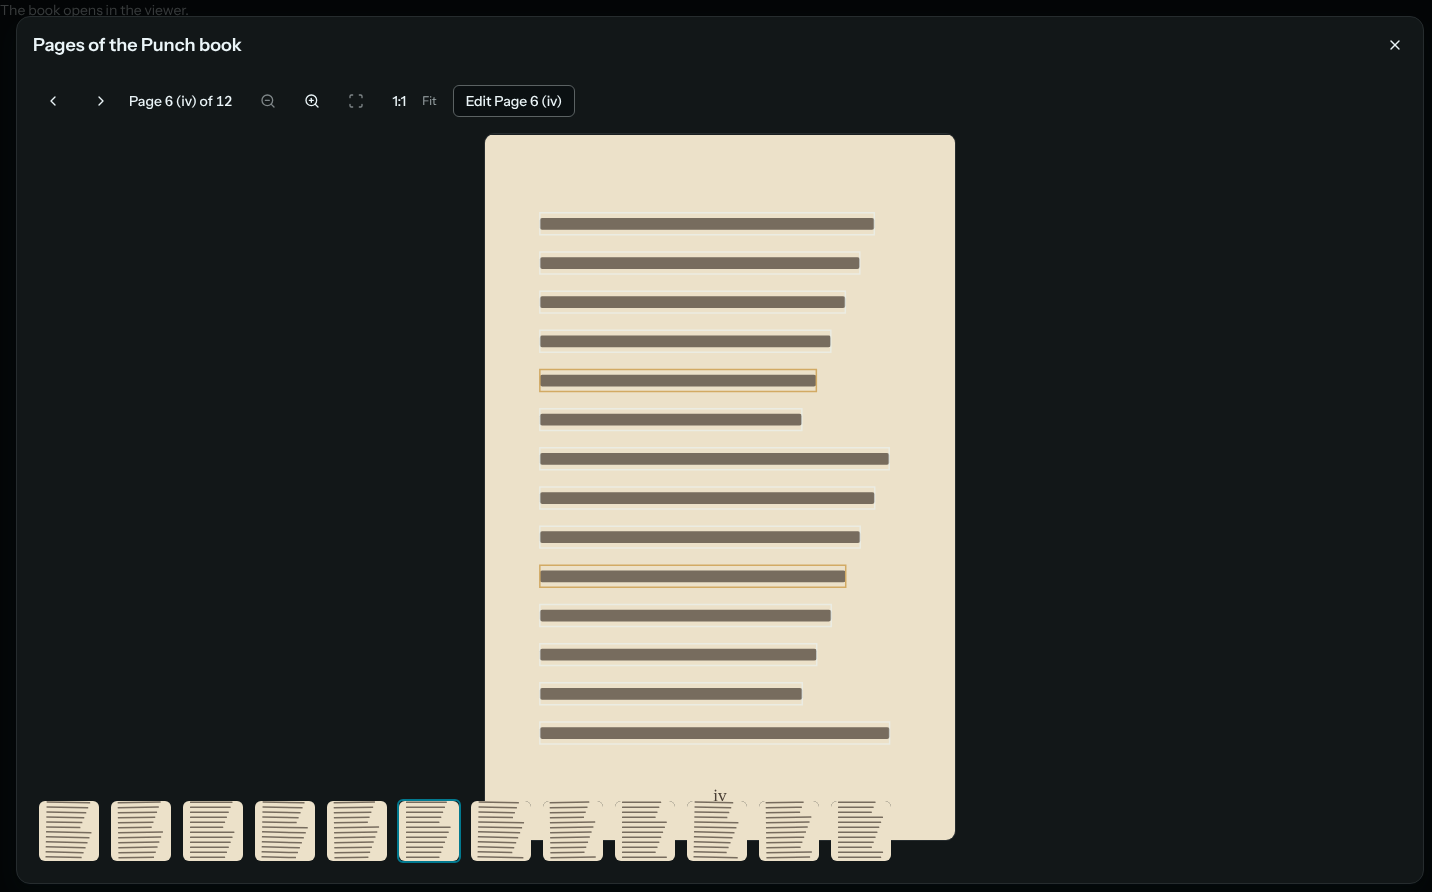 The book opens in the viewer.
Pages of the Punch book
Page 6 (iv) of 12
1:1
Fit
Edit Page 6 (iv)
iv